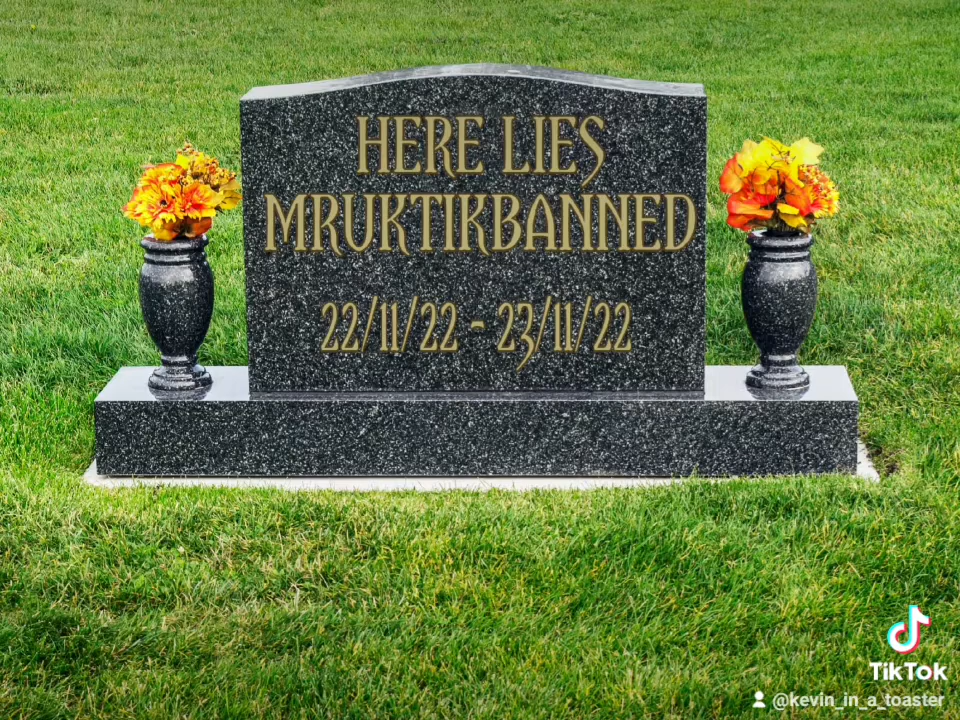 HERE LIES
MRUKTIKBANNED
22/11/22 - 23/11/22
TikTok
@kevin_in_a_toaster